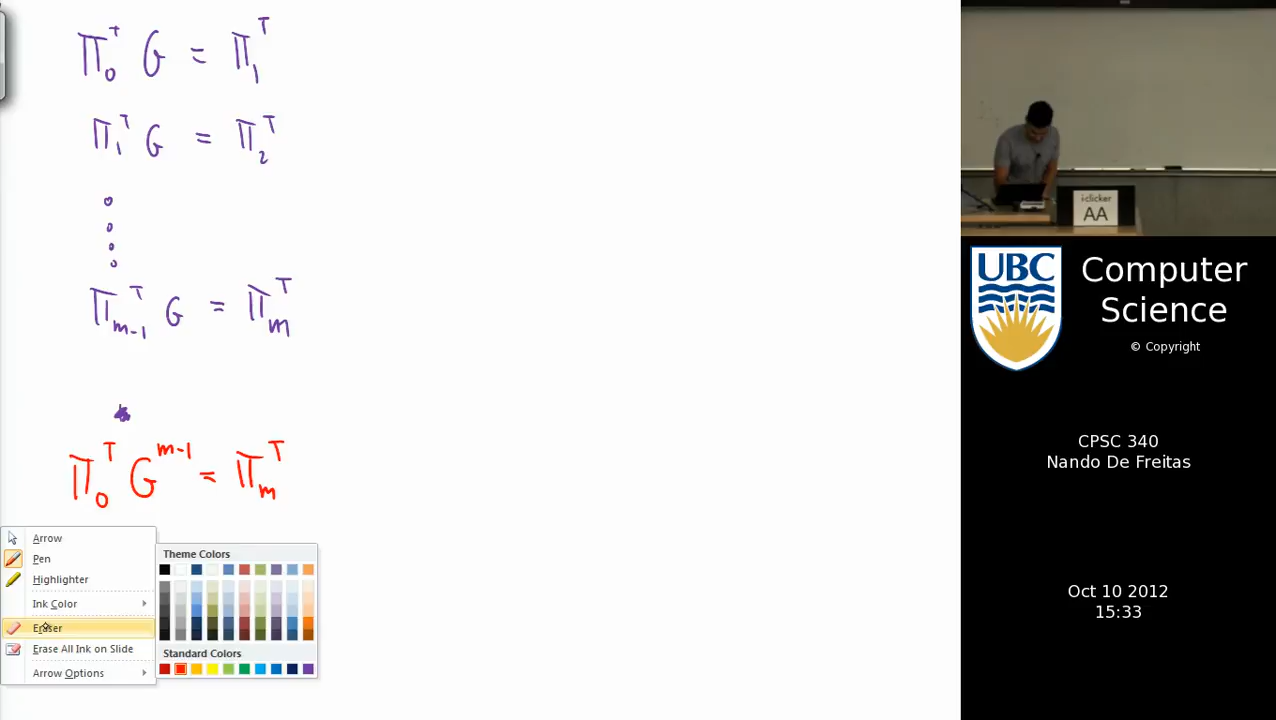 π₀ᵀ G = π₁ᵀ
π₁ᵀ G = π₂ᵀ
πₘ₋₁ᵀ G = πₘᵀ
π₀ᵀ Gᵐ⁻¹ = πₘᵀ
Arrow
Pen
Highlighter
Ink Color
Eraser
Erase All Ink on Slide
Arrow Options
Theme Colors
Standard Colors
i·clicker
AA
UBC
Computer
Science
© Copyright
CPSC 340
Nando De Freitas
Oct 10 2012
15:33